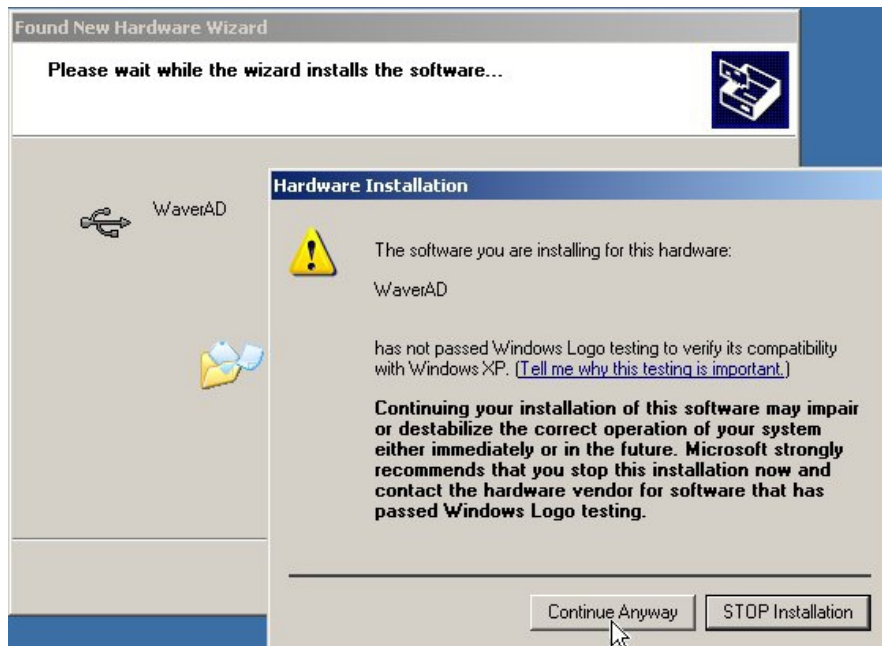 Found New Hardware Wizard
Please wait while the wizard installs the software...
WaverAD
Hardware Installation
The software you are installing for this hardware:
WaverAD
has not passed Windows Logo testing to verify its compatibility
with Windows XP. (Tell me why this testing is important.)
Continuing your installation of this software may impair
or destabilize the correct operation of your system
either immediately or in the future. Microsoft strongly
recommends that you stop this installation now and
contact the hardware vendor for software that has
passed Windows Logo testing.
Continue Anyway
STOP Installation